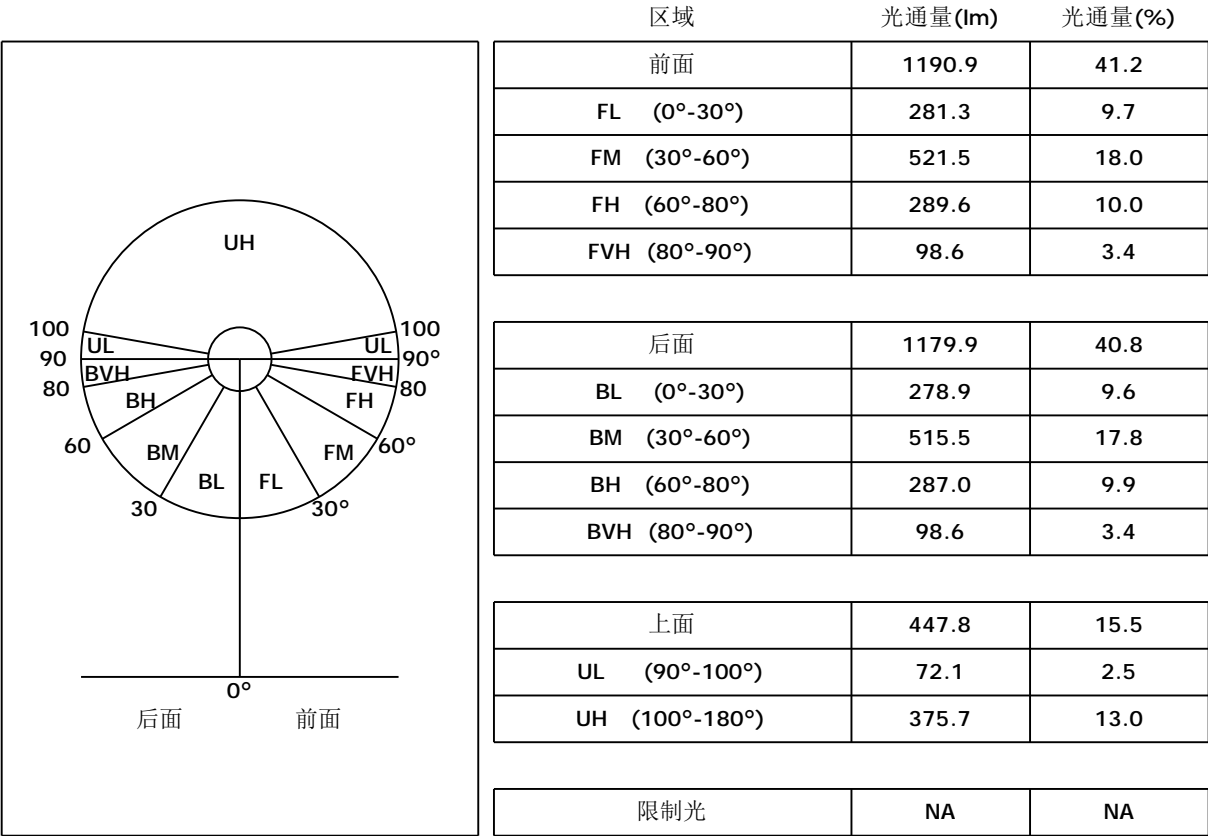 区域 光通量(lm) 光通量(%)
前面 1190.9 41.2
FL (0°-30°) 281.3 9.7
FM (30°-60°) 521.5 18.0
FH (60°-80°) 289.6 10.0
FVH (80°-90°) 98.6 3.4
后面 1179.9 40.8
BL (0°-30°) 278.9 9.6
BM (30°-60°) 515.5 17.8
BH (60°-80°) 287.0 9.9
BVH (80°-90°) 98.6 3.4
上面 447.8 15.5
UL (90°-100°) 72.1 2.5
UH (100°-180°) 375.7 13.0
限制光 NA NA
UH
100 100
UL UL
90 90°
BVH FVH
80 80
BH FH
60 60°
BM FM
BL FL
30 30°
0°
后面 前面